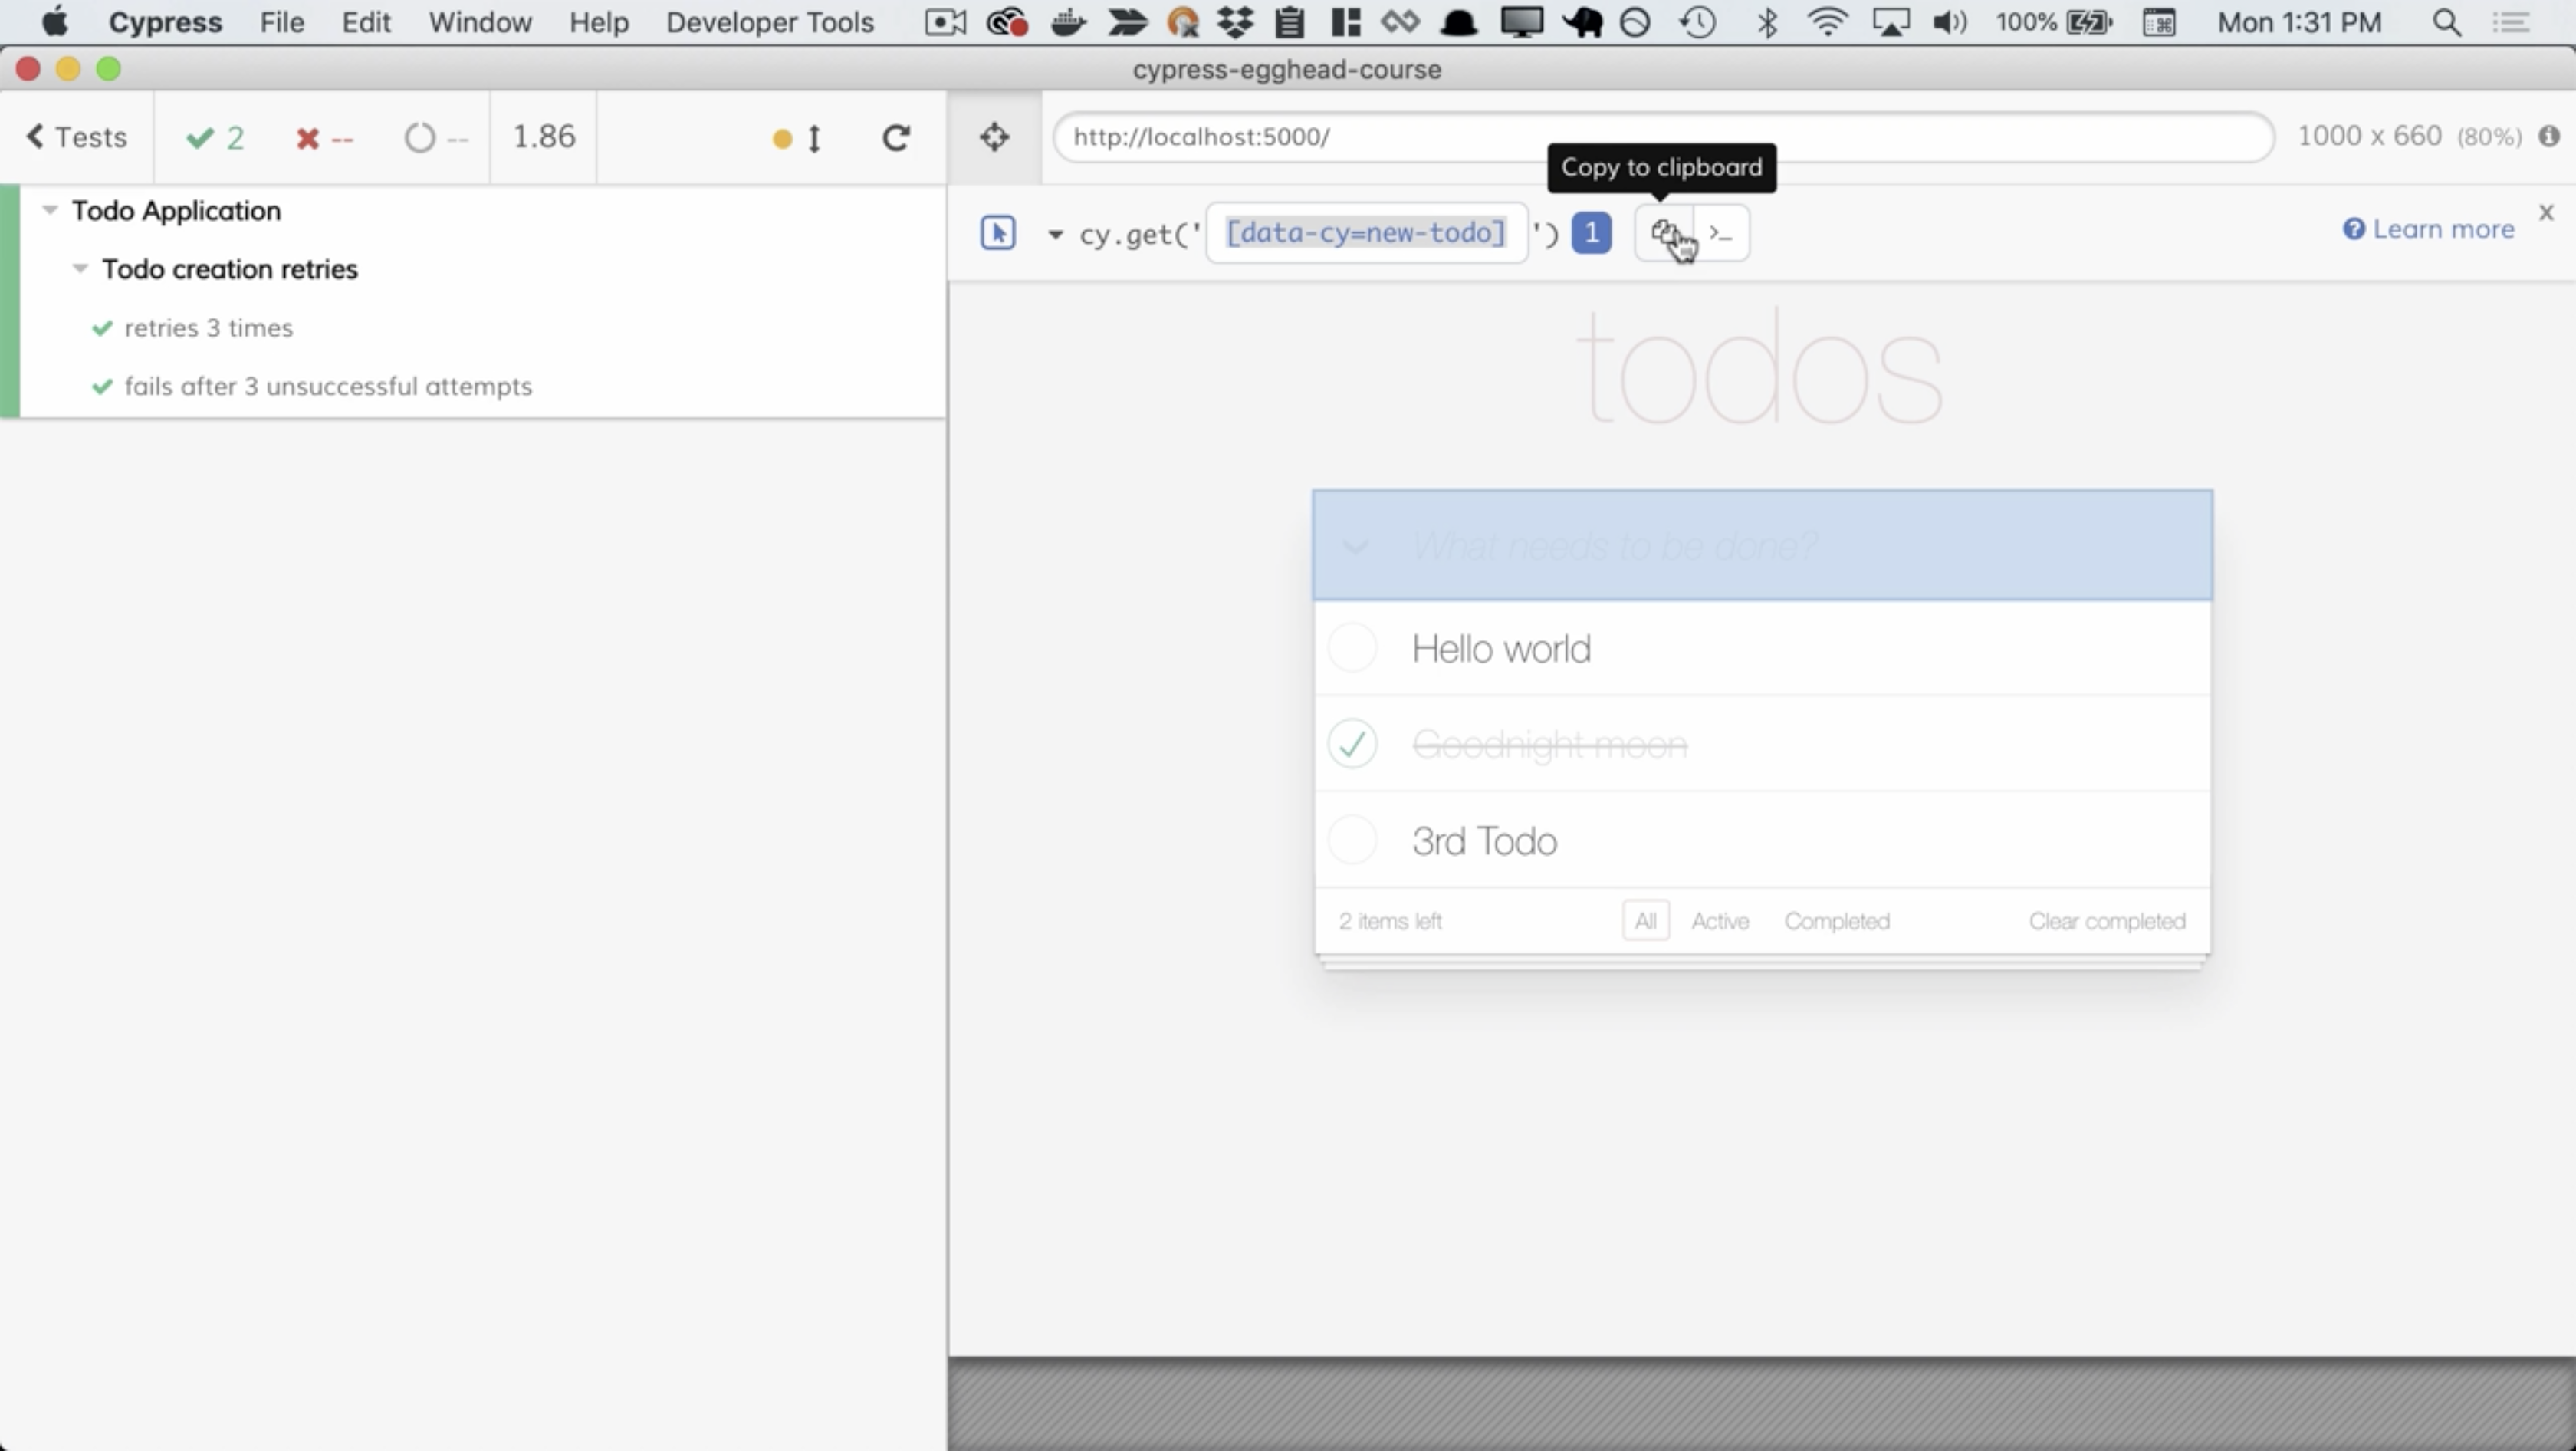 Cypress File Edit Window Help Developer Tools 100% Mon 1:31 PM
cypress-egghead-course
Tests 2 -- -- 1.86 http://localhost:5000/ 1000 x 660 (80%)
Copy to clipboard
cy.get(' [data-cy=new-todo] ') 1 >_ Learn more x
Todo Application
Todo creation retries
retries 3 times
fails after 3 unsuccessful attempts
todos
What needs to be done?
Hello world
Goodnight moon
3rd Todo
2 items left All Active Completed Clear completed